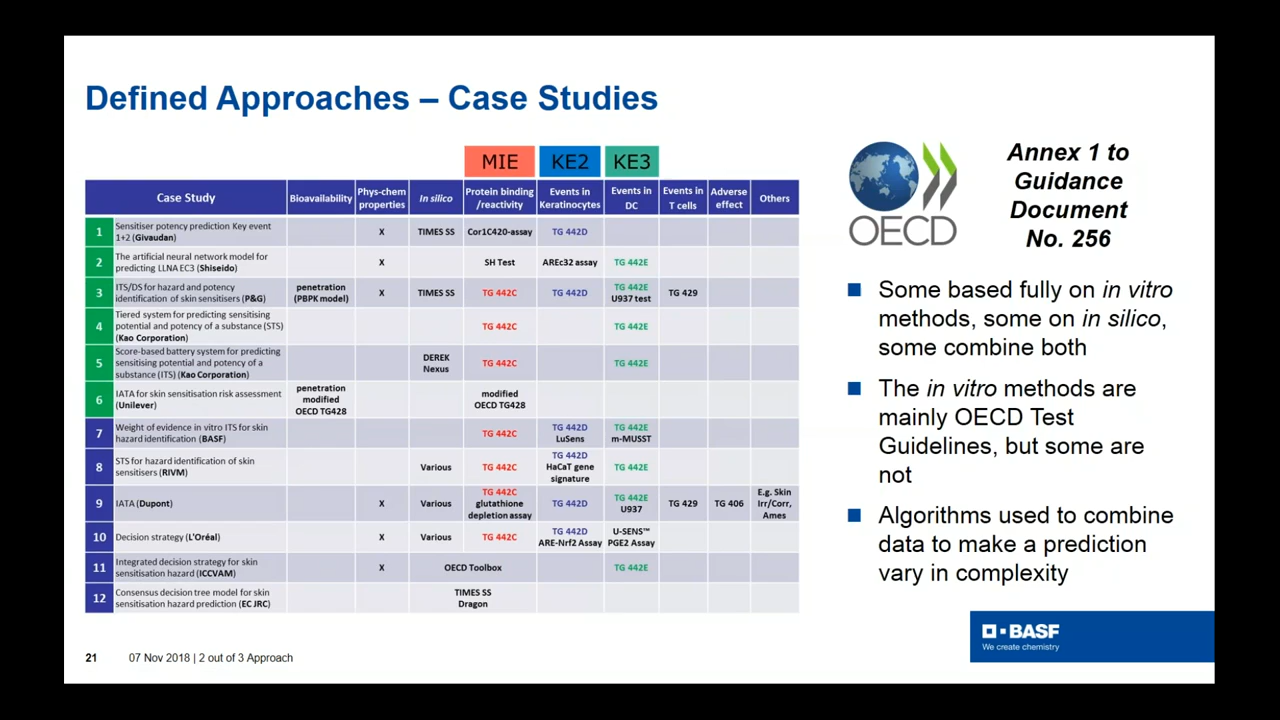 Defined Approaches – Case Studies
MIE KE2 KE3
Case Study Bioavailability Phys-chem properties In silico Protein binding /reactivity Events in Keratinocytes Events in DC Events in T cells Adverse effect Others
1 Sensitiser potency prediction Key event 1+2 (Givaudan) X TIMES SS Cor1C420-assay TG 442D
2 The artificial neural network model for predicting LLNA EC3 (Shiseido) X SH Test AREc32 assay TG 442E
3 ITS/DS for hazard and potency identification of skin sensitisers (P&G) penetration (PBPK model) X TIMES SS TG 442C TG 442D TG 442E U937 test TG 429
4 Tiered system for predicting sensitising potential and potency of a substance (STS) (Kao Corporation) TG 442C TG 442E
5 Score-based battery system for predicting sensitising potential and potency of a substance (ITS) (Kao Corporation) DEREK Nexus TG 442C TG 442E
6 IATA for skin sensitisation risk assessment (Unilever) penetration modified OECD TG428 modified OECD TG428
7 Weight of evidence in vitro ITS for skin hazard identification (BASF) TG 442C TG 442D LuSens TG 442E m-MUSST
8 STS for hazard identification of skin sensitisers (RIVM) Various TG 442C TG 442D HaCaT gene signature TG 442E
9 IATA (Dupont) X Various TG 442C glutathione depletion assay TG 442D TG 442E U937 TG 429 TG 406 E.g. Skin Irr/Corr, Ames
10 Decision strategy (L'Oréal) X Various TG 442C TG 442D ARE-Nrf2 Assay U-SENS™ PGE2 Assay
11 Integrated decision strategy for skin sensitisation hazard (ICCVAM) X OECD Toolbox TG 442E
12 Consensus decision tree model for skin sensitisation hazard prediction (EC JRC) TIMES SS Dragon
OECD
Annex 1 to
Guidance
Document
No. 256
Some based fully on in vitro
methods, some on in silico,
some combine both
The in vitro methods are
mainly OECD Test
Guidelines, but some are
not
Algorithms used to combine
data to make a prediction
vary in complexity
BASF
We create chemistry
21 07 Nov 2018 | 2 out of 3 Approach